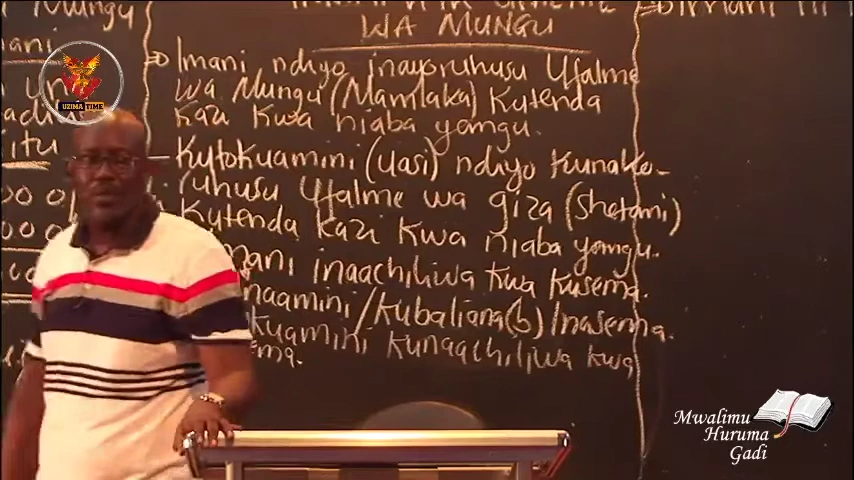 Mungu
WA MUNGU
Imani ndiyo inayoruhusu Ufalme
wa Mungu (Mamlaka) Kutenda
Kazi Kwa niaba yangu.
Kutokuamini (Uasi) ndiyo kunako-
ruhusu Ufalme wa giza (Shetani)
Kutenda kazi Kwa niaba yangu.
inaachiliwa kwa kusema.
naamini/Kubaliana(b) Inasema.
kuamini kunaachiliwa kwa
UZIMA TIME
Mwalimu
Huruma
Gadi